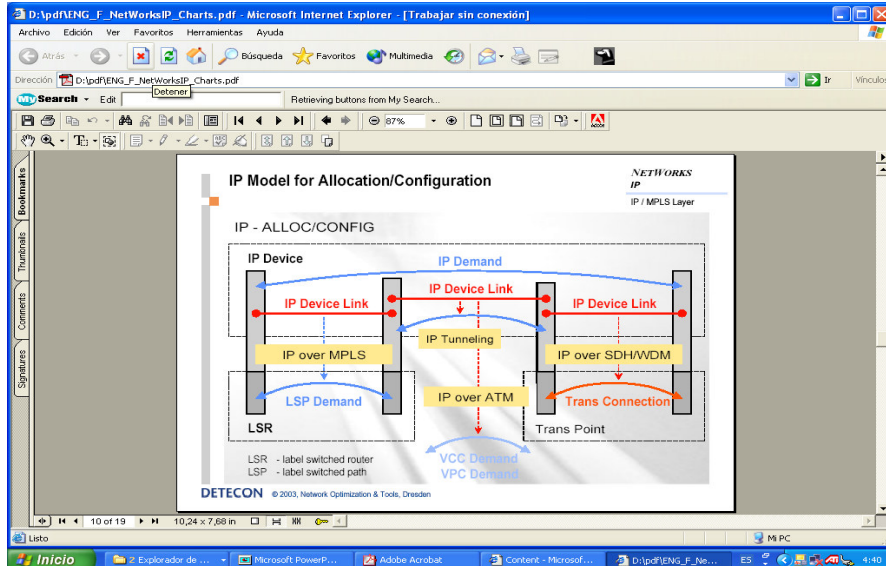 D:\pdf\ENG_F_NetWorksIP_Charts.pdf - Microsoft Internet Explorer - [Trabajar sin conexión]
Archivo Edición Ver Favoritos Herramientas Ayuda
Atrás Búsqueda Favoritos Multimedia
Dirección D:\pdf\ENG_F_NetWorksIP_Charts.pdf Ir Vínculos
Detener
My Search Edit Retrieving buttons from My Search...
87%
Bookmarks
Thumbnails
Comments
Signatures
IP Model for Allocation/Configuration
NETWORKS
IP
IP / MPLS Layer
IP - ALLOC/CONFIG
IP Device
IP Demand
IP Device Link
IP Device Link
IP Device Link
IP Tunneling
IP over MPLS
IP over SDH/WDM
IP over ATM
LSP Demand
Trans Connection
LSR
Trans Point
LSR - label switched router
LSP - label switched path
VCC Demand
VPC Demand
DETECON © 2003, Network Optimization & Tools, Dresden
10 of 19 10,24 x 7,68 in
Listo Mi PC
Inicio 2 Explorador de ... Microsoft PowerP... Adobe Acrobat Content - Microsof... D:\pdf\ENG_F_Ne... ES 4:40